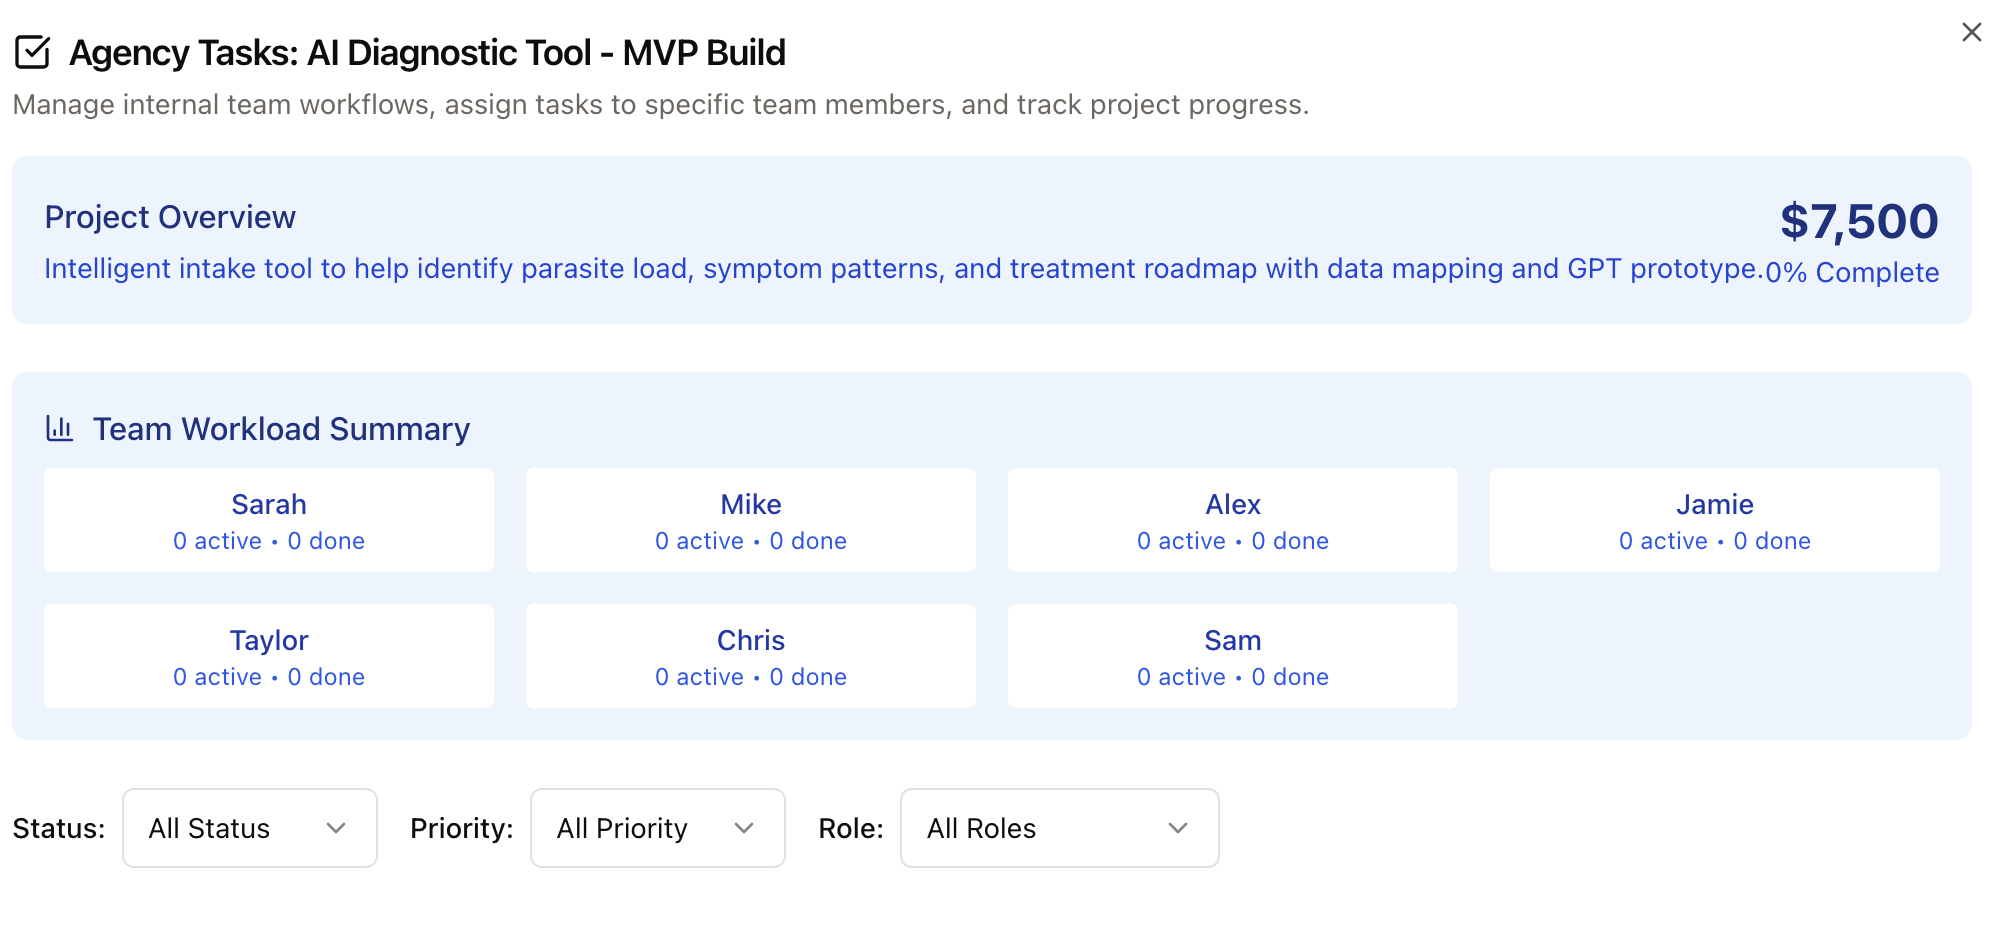 Agency Tasks: AI Diagnostic Tool - MVP Build
Manage internal team workflows, assign tasks to specific team members, and track project progress.
Project Overview
$7,500
Intelligent intake tool to help identify parasite load, symptom patterns, and treatment roadmap with data mapping and GPT prototype.
0% Complete
Team Workload Summary
Sarah
0 active • 0 done
Mike
0 active • 0 done
Alex
0 active • 0 done
Jamie
0 active • 0 done
Taylor
0 active • 0 done
Chris
0 active • 0 done
Sam
0 active • 0 done
Status: All Status Priority: All Priority Role: All Roles